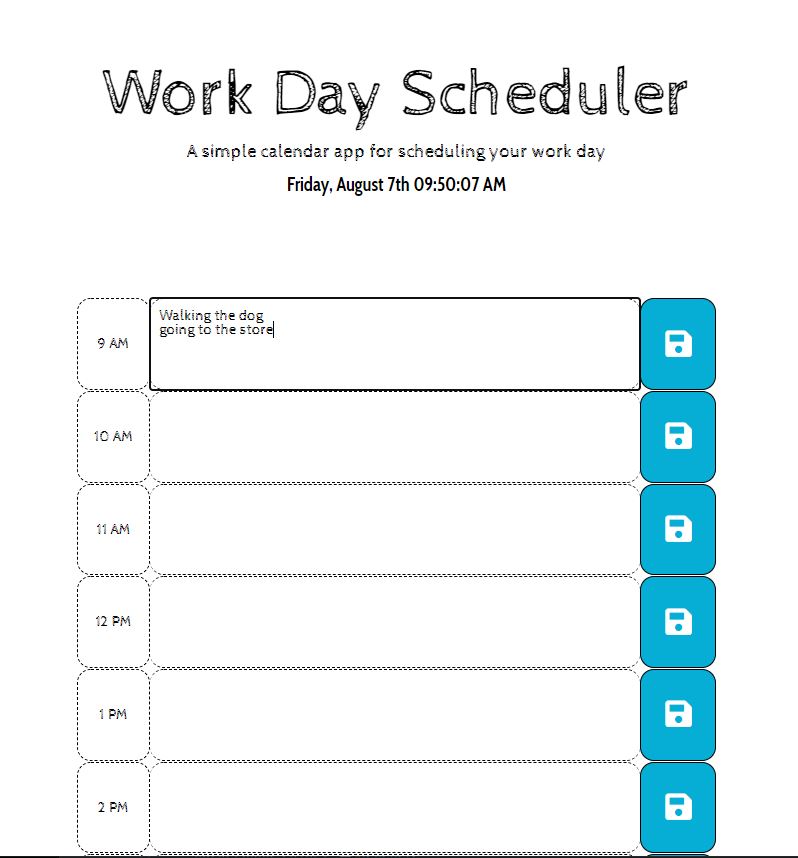 Work Day Scheduler
A simple calendar app for scheduling your work day
Friday, August 7th 09:50:07 AM
9 AM
Walking the dog
going to the store
10 AM
11 AM
12 PM
1 PM
2 PM